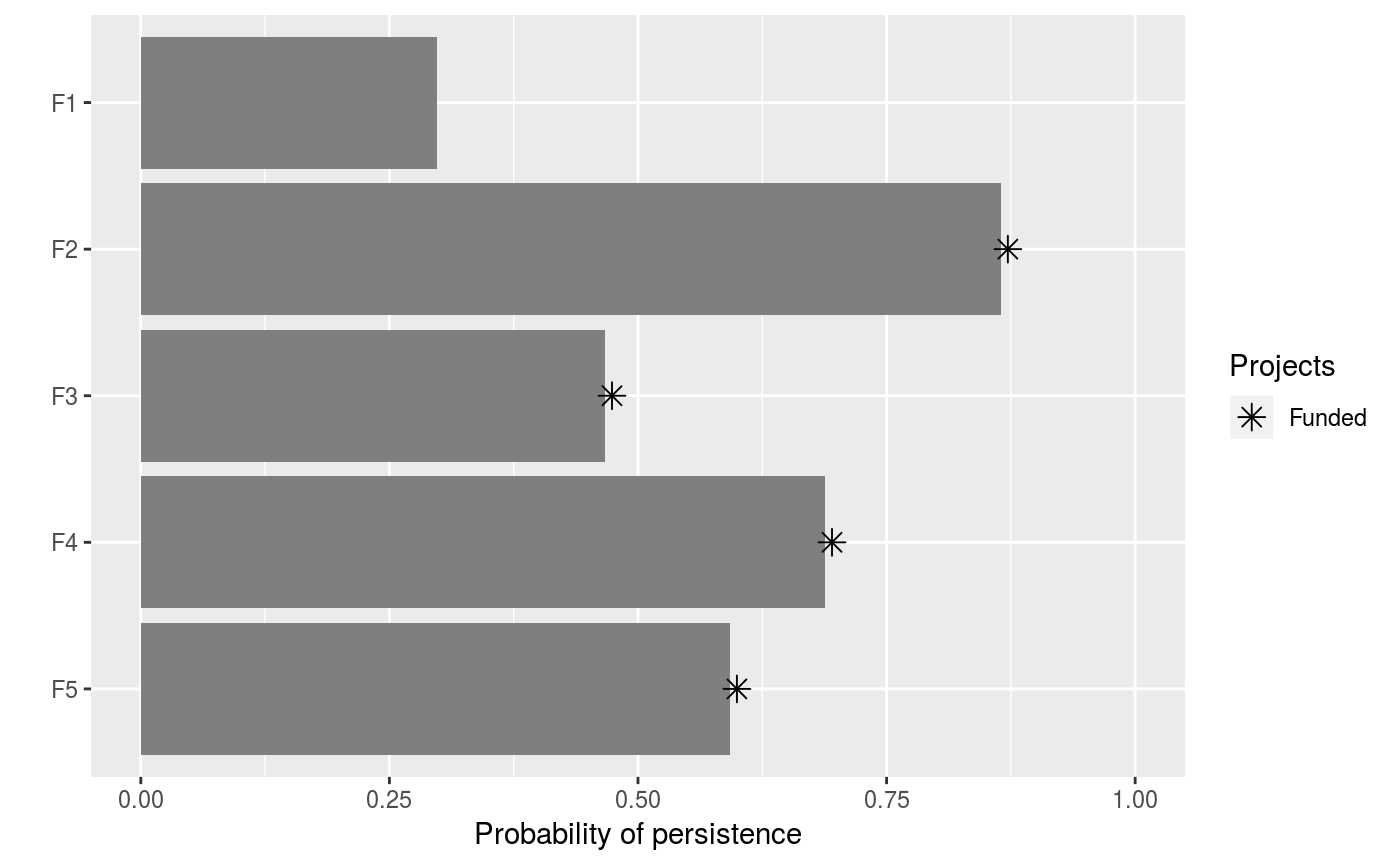 F1
F2
F3
F4
F5
0.00
0.25
0.50
0.75
1.00
Probability of persistence
Projects
Funded